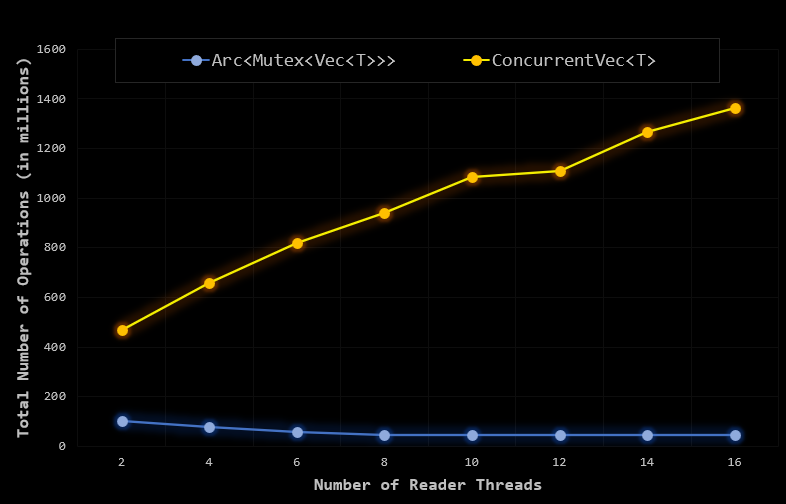 Arc<Mutex<Vec<T>>> ConcurrentVec<T>
Total Number of Operations (in millions)
1600
1400
1200
1000
800
600
400
200
0
2 4 6 8 10 12 14 16
Number of Reader Threads